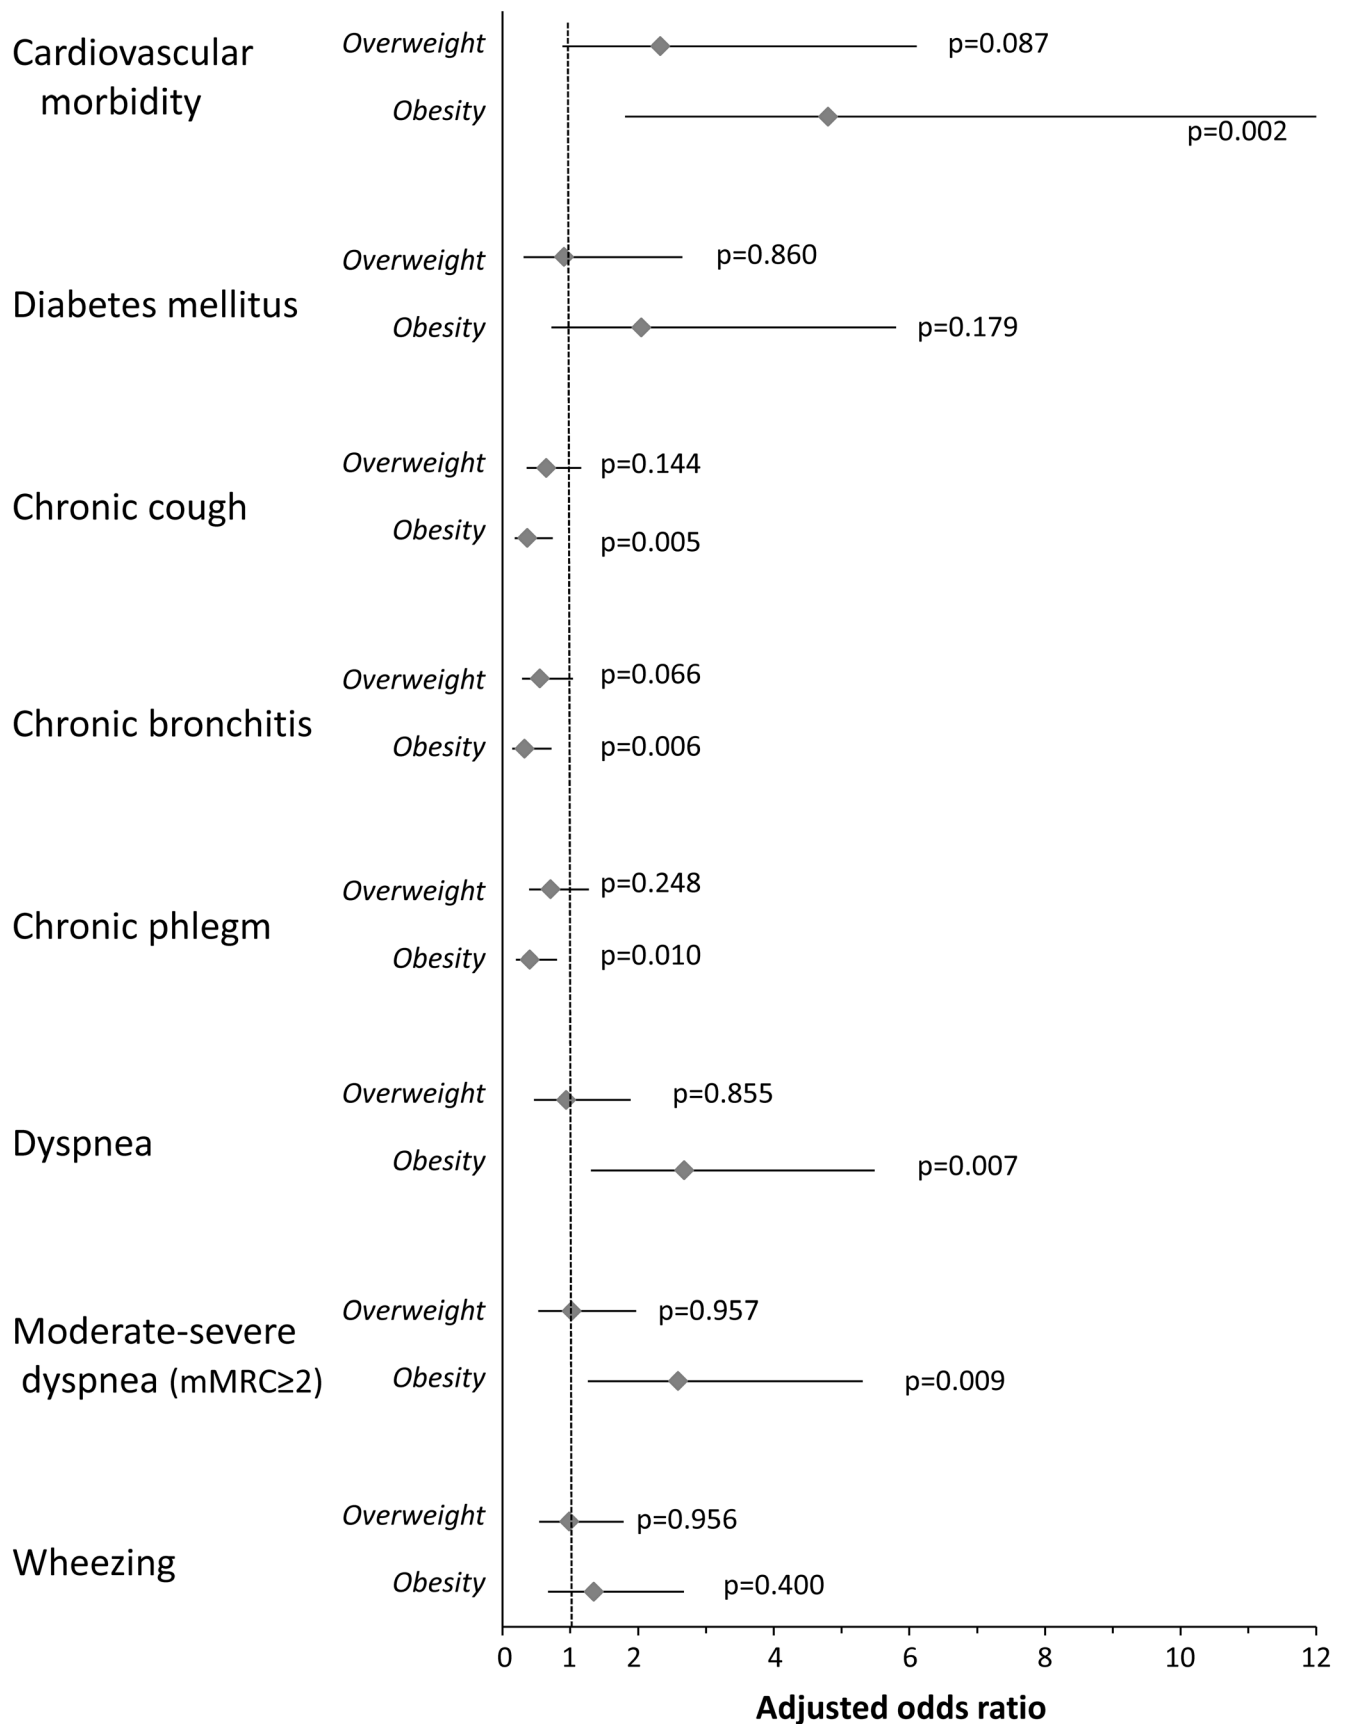 Cardiovascular
morbidity
Overweight
p=0.087
Obesity
p=0.002
Diabetes mellitus
Overweight
p=0.860
Obesity
p=0.179
Chronic cough
Overweight
p=0.144
Obesity
p=0.005
Chronic bronchitis
Overweight
p=0.066
Obesity
p=0.006
Chronic phlegm
Overweight
p=0.248
Obesity
p=0.010
Dyspnea
Overweight
p=0.855
Obesity
p=0.007
Moderate-severe
dyspnea (mMRC≥2)
Overweight
p=0.957
Obesity
p=0.009
Wheezing
Overweight
p=0.956
Obesity
p=0.400
0 1 2 4 6 8 10 12
Adjusted odds ratio